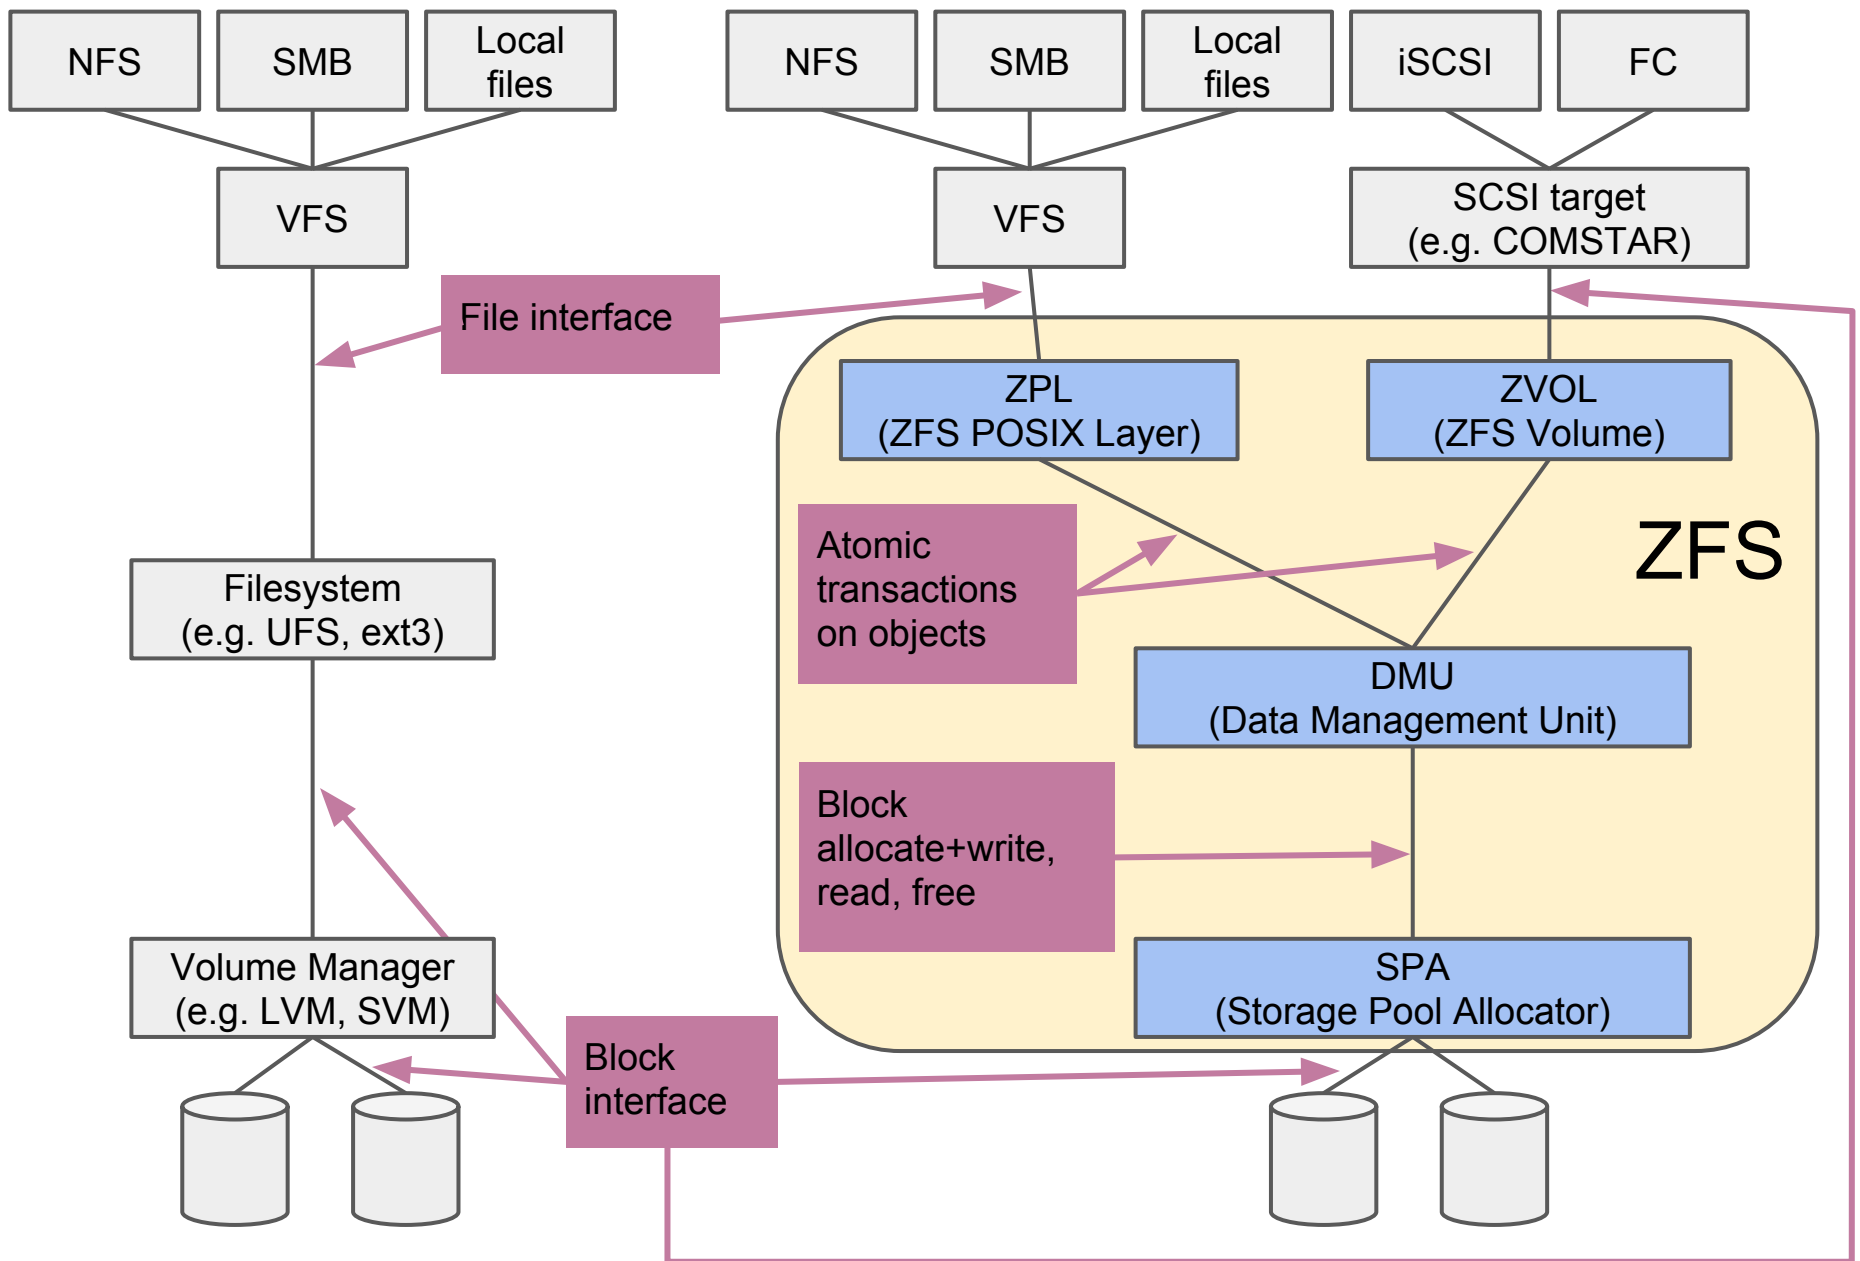 NFS
SMB
Local
files
NFS
SMB
Local
files
iSCSI
FC
VFS
VFS
SCSI target
(e.g. COMSTAR)
File interface
ZPL
(ZFS POSIX Layer)
ZVOL
(ZFS Volume)
Atomic
transactions
on objects
ZFS
Filesystem
(e.g. UFS, ext3)
DMU
(Data Management Unit)
Block
allocate+write,
read, free
Volume Manager
(e.g. LVM, SVM)
SPA
(Storage Pool Allocator)
Block
interface